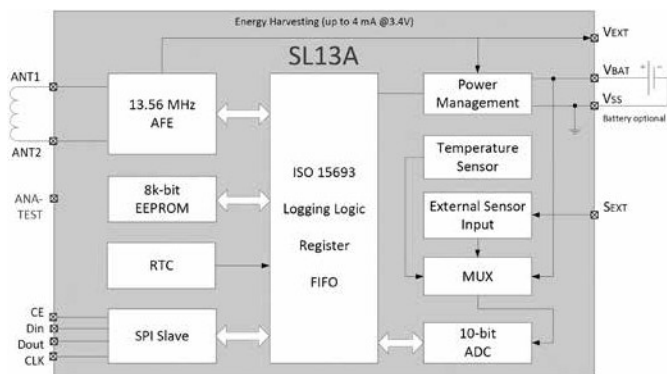 Energy Harvesting (up to 4 mA @3.4V)
SL13A
VEXT
ANT1
VBAT
13.56 MHz
AFE
Power
Management
VSS
Battery optional
ANT2
Temperature
Sensor
ISO 15693
Logging Logic
Register
FIFO
8k-bit
EEPROM
ANA-
TEST
External Sensor
Input
SEXT
RTC
MUX
CE
Din
Dout
CLK
SPI Slave
10-bit
ADC